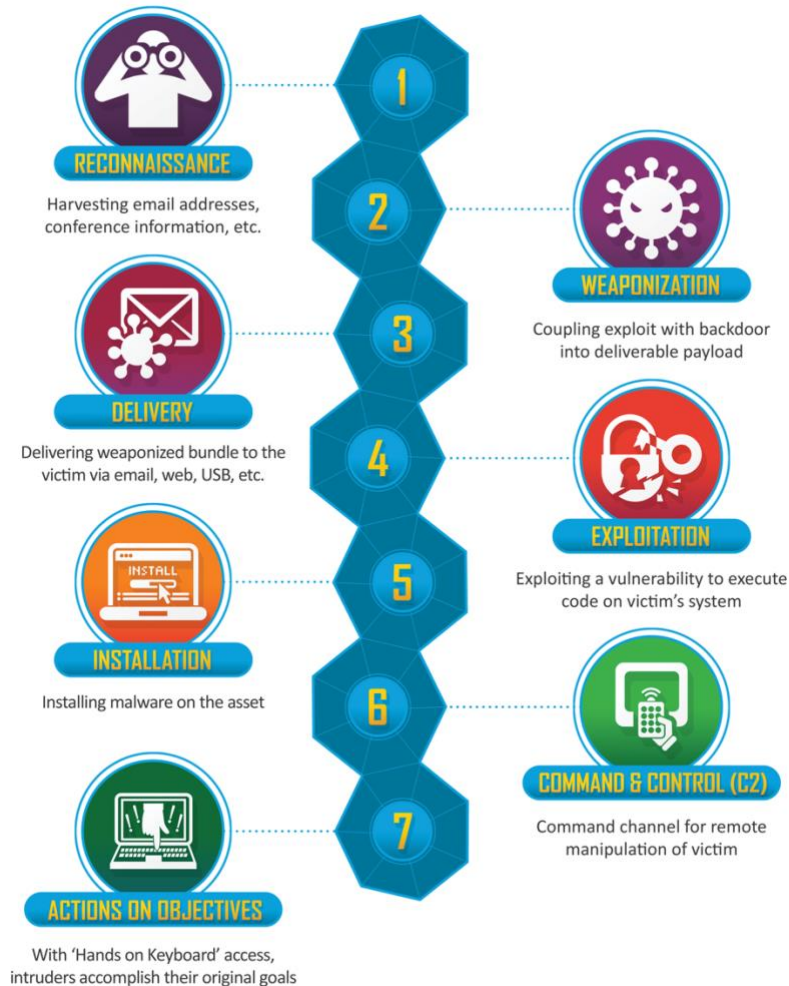 1
RECONNAISSANCE
Harvesting email addresses,
conference information, etc.
2
WEAPONIZATION
Coupling exploit with backdoor
into deliverable payload
3
DELIVERY
Delivering weaponized bundle to the
victim via email, web, USB, etc.
4
EXPLOITATION
Exploiting a vulnerability to execute
code on victim's system
5
INSTALL
INSTALLATION
Installing malware on the asset
6
COMMAND & CONTROL (C2)
Command channel for remote
manipulation of victim
7
ACTIONS ON OBJECTIVES
With ‘Hands on Keyboard’ access,
intruders accomplish their original goals